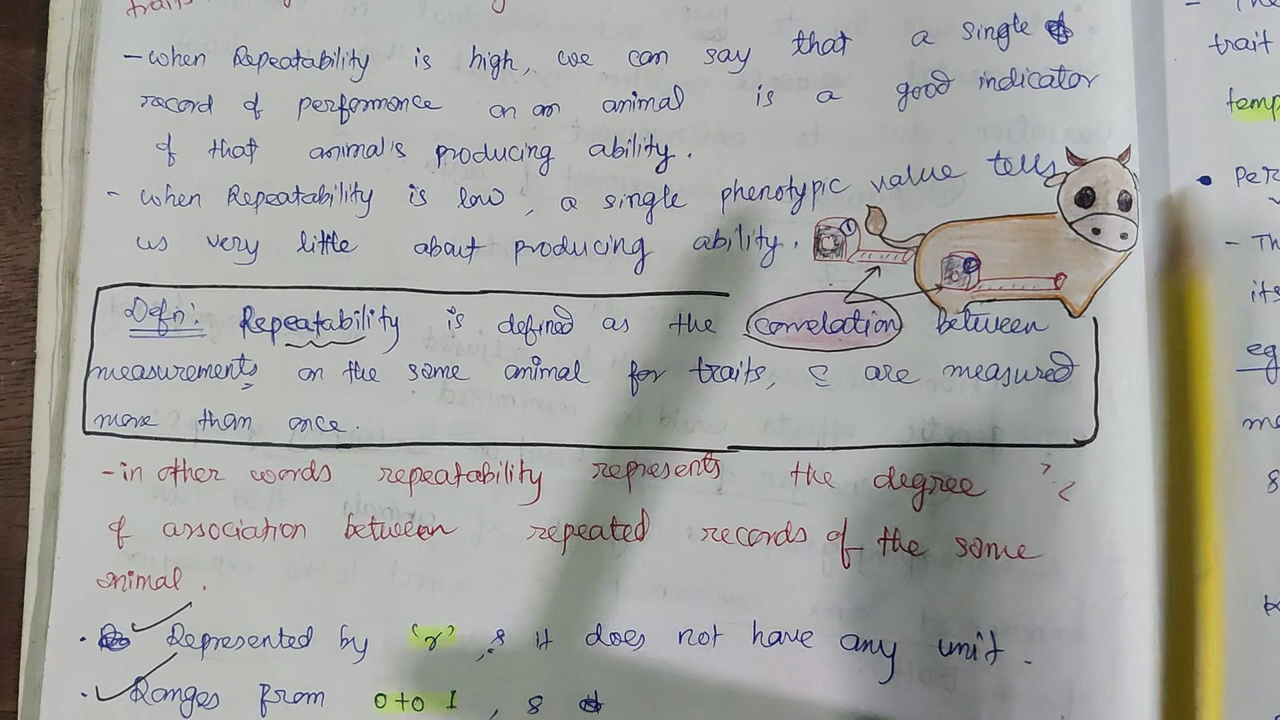 trait
- when Repeatability is high, we can say that a single
record of performance on an animal is a good indicator
of that animal's producing ability.
- when Repeatability is low, a single phenotypic value tells
us very little about producing ability.
Defn: Repeatability is defined as the correlation between
measurements on the same animal for traits, c̄ are measured
more than once.
- in other words repeatability represents the degree
of association between repeated records of the same
animal.
. Represented by 'r', & it does not have any unit.
. Ranges from 0 to 1, &
- The
trait
temp
• Per
- Th
its
eg
me